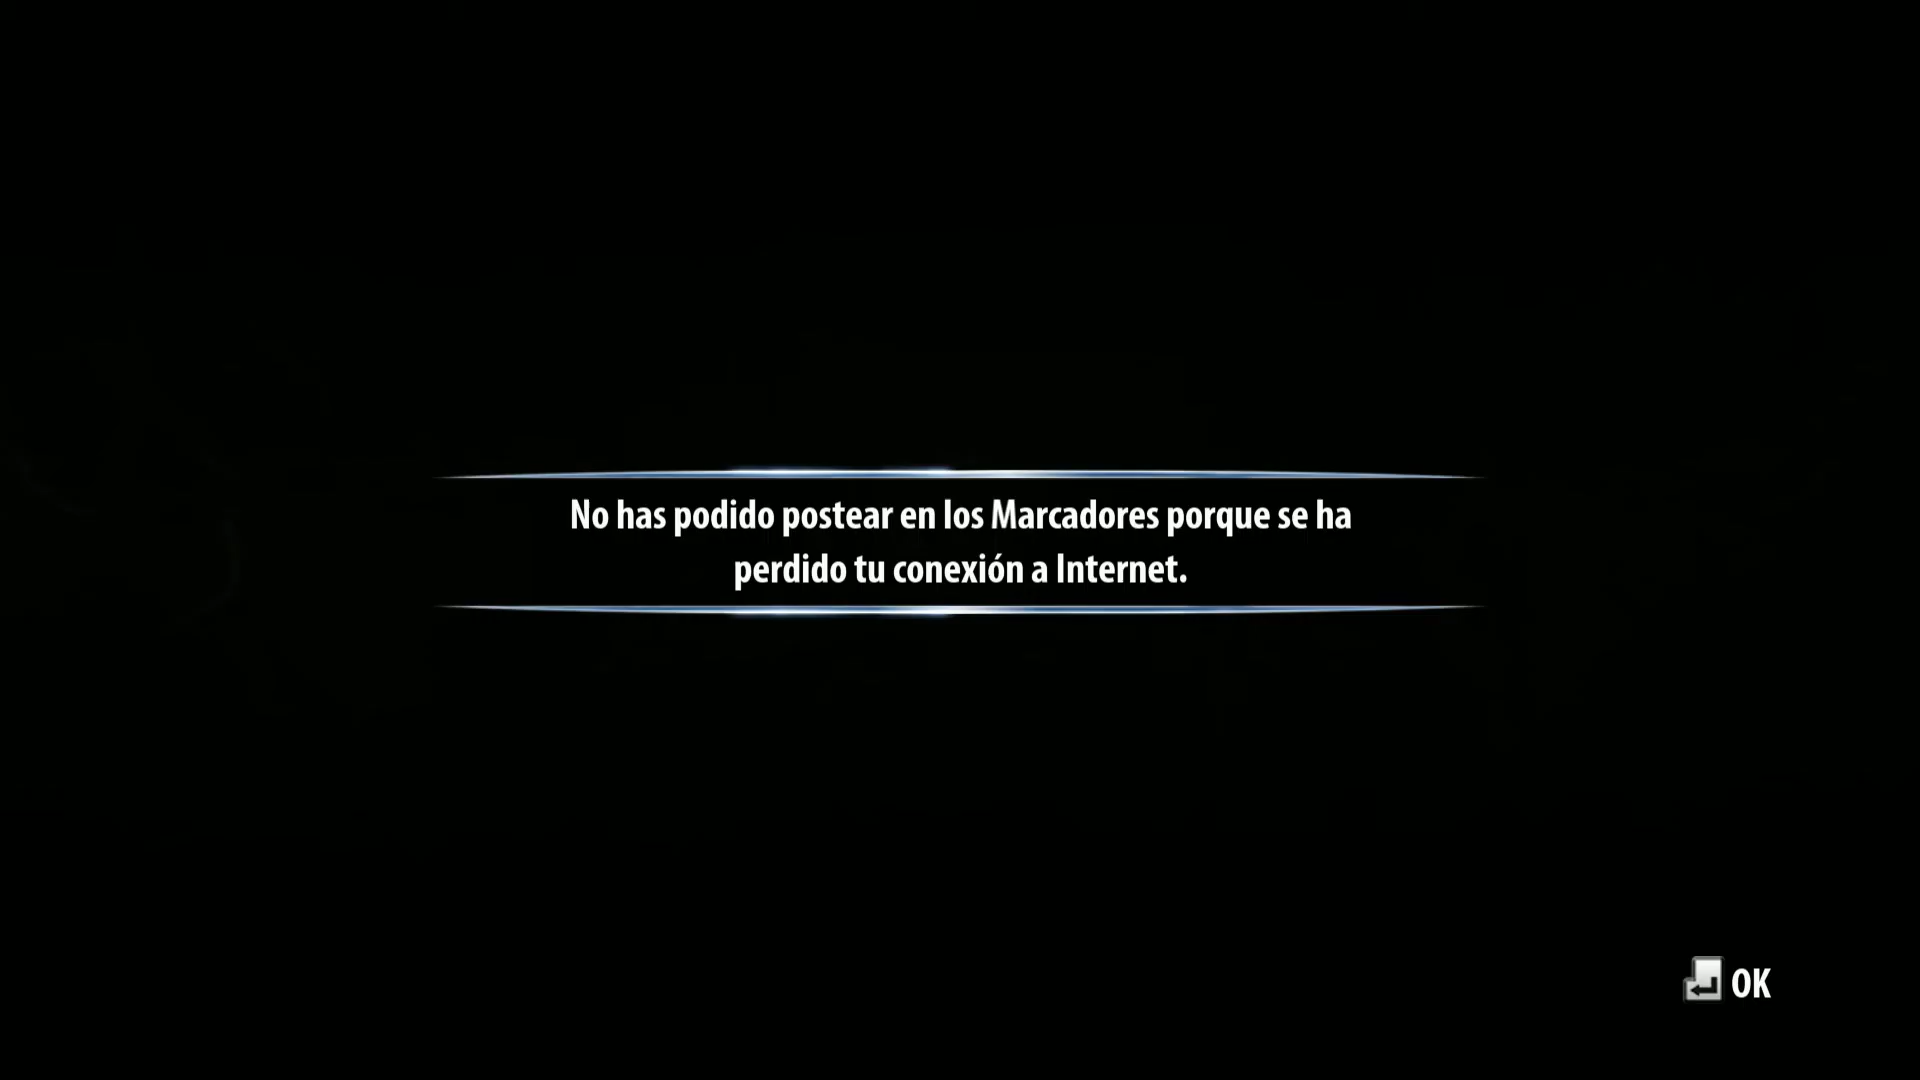 No has podido postear en los Marcadores porque se ha
perdido tu conexión a Internet.
OK